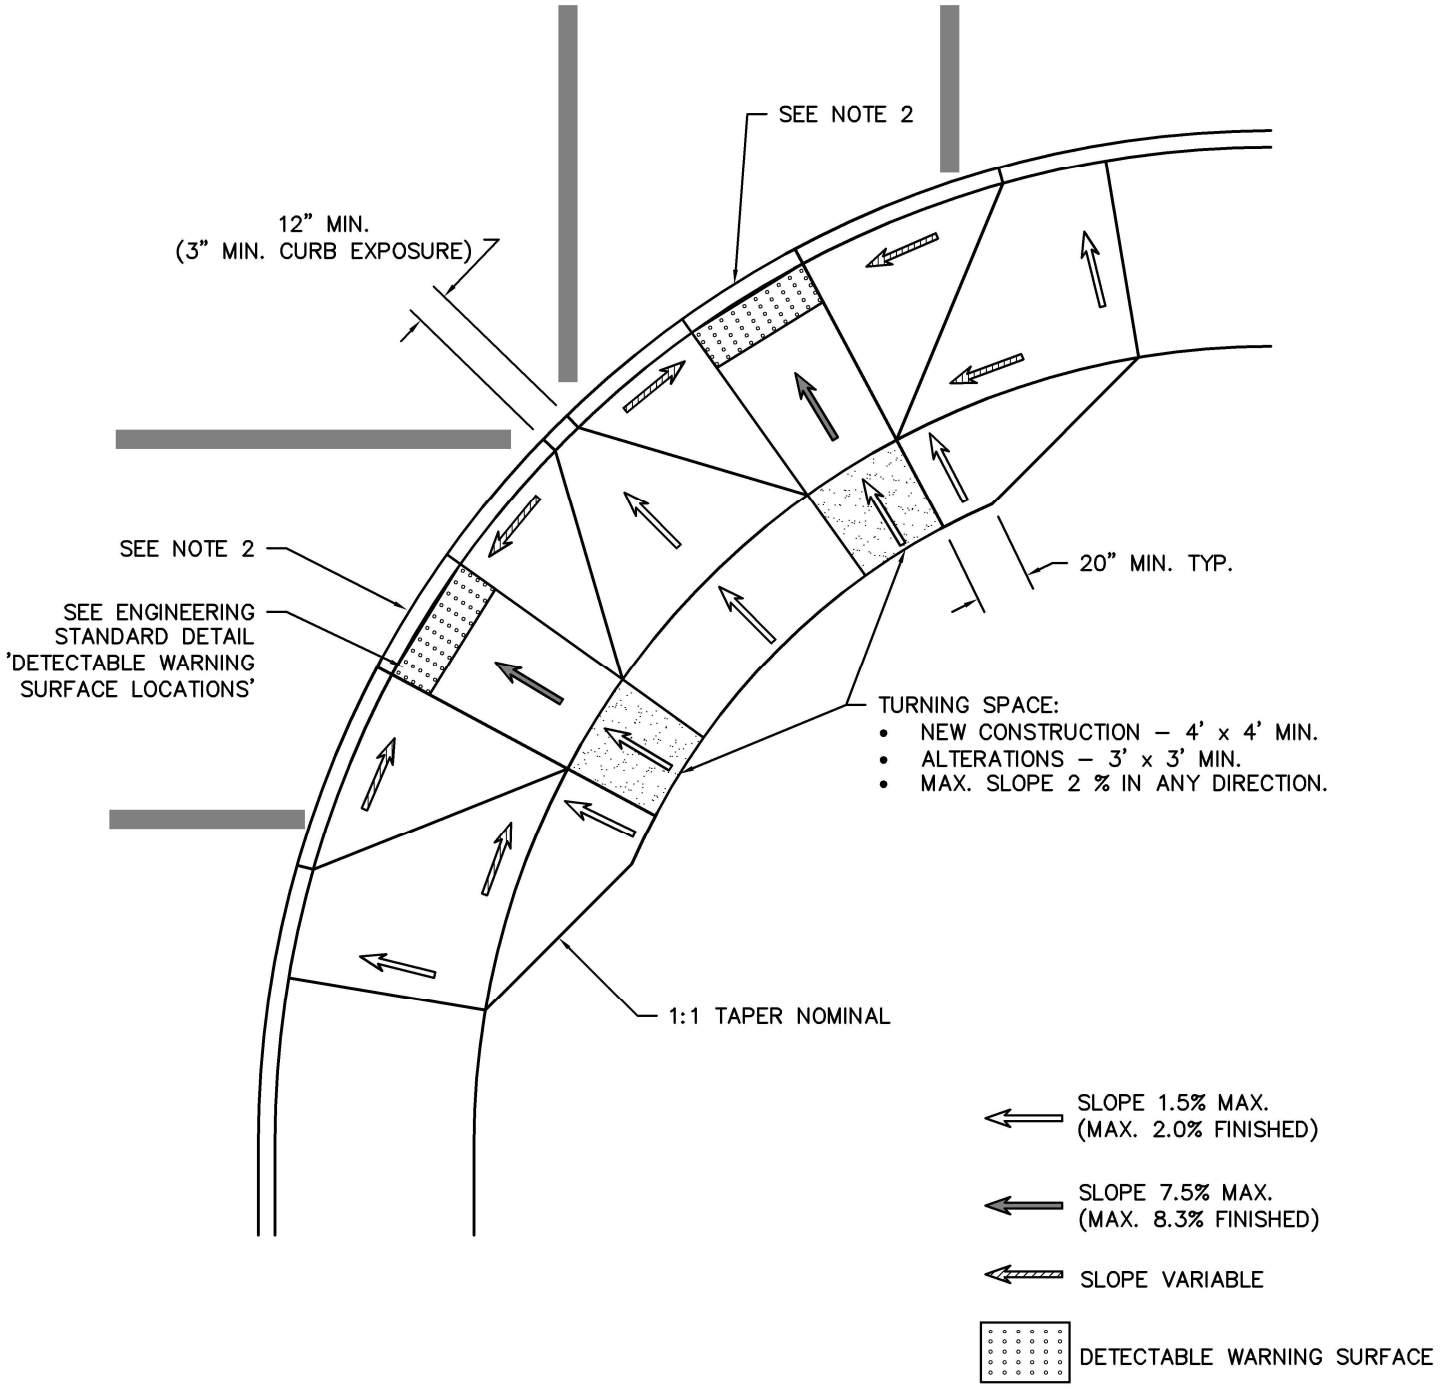 SEE NOTE 2
12” MIN.
(3” MIN. CURB EXPOSURE)
SEE NOTE 2
20” MIN. TYP.
SEE ENGINEERING
STANDARD DETAIL
'DETECTABLE WARNING
SURFACE LOCATIONS'
TURNING SPACE:
• NEW CONSTRUCTION – 4' x 4' MIN.
• ALTERATIONS – 3' x 3' MIN.
• MAX. SLOPE 2 % IN ANY DIRECTION.
1:1 TAPER NOMINAL
SLOPE 1.5% MAX.
(MAX. 2.0% FINISHED)
SLOPE 7.5% MAX.
(MAX. 8.3% FINISHED)
SLOPE VARIABLE
DETECTABLE WARNING SURFACE